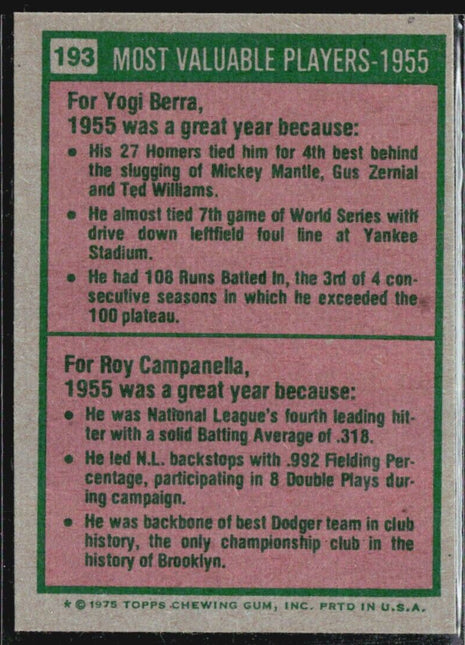 193 MOST VALUABLE PLAYERS-1955
For Yogi Berra,
1955 was a great year because:
• His 27 Homers tied him for 4th best behind
the slugging of Mickey Mantle, Gus Zernial
and Ted Williams.
• He almost tied 7th game of World Series with
drive down leftfield foul line at Yankee
Stadium.
• He had 108 Runs Batted In, the 3rd of 4 con-
secutive seasons in which he exceeded the
100 plateau.
For Roy Campanella,
1955 was a great year because:
• He was National League's fourth leading hit-
ter with a solid Batting Average of .318.
• He led N.L. backstops with .992 Fielding Per-
centage, participating in 8 Double Plays dur-
ing campaign.
• He was backbone of best Dodger team in club
history, the only championship club in the
history of Brooklyn.
* © 1975 TOPPS CHEWING GUM, INC. PRTD IN U.S.A.